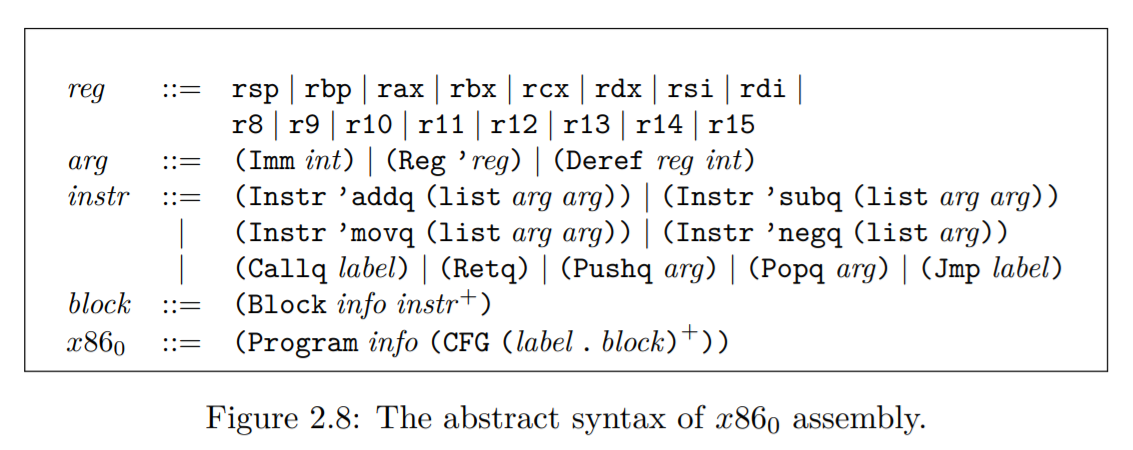 reg ::= rsp | rbp | rax | rbx | rcx | rdx | rsi | rdi |
r8 | r9 | r10 | r11 | r12 | r13 | r14 | r15
arg ::= (Imm int) | (Reg ’reg) | (Deref reg int)
instr ::= (Instr ’addq (list arg arg)) | (Instr ’subq (list arg arg))
| (Instr ’movq (list arg arg)) | (Instr ’negq (list arg))
| (Callq label) | (Retq) | (Pushq arg) | (Popq arg) | (Jmp label)
block ::= (Block info instr⁺)
x86₀ ::= (Program info (CFG (label . block)⁺))
Figure 2.8: The abstract syntax of x86₀ assembly.